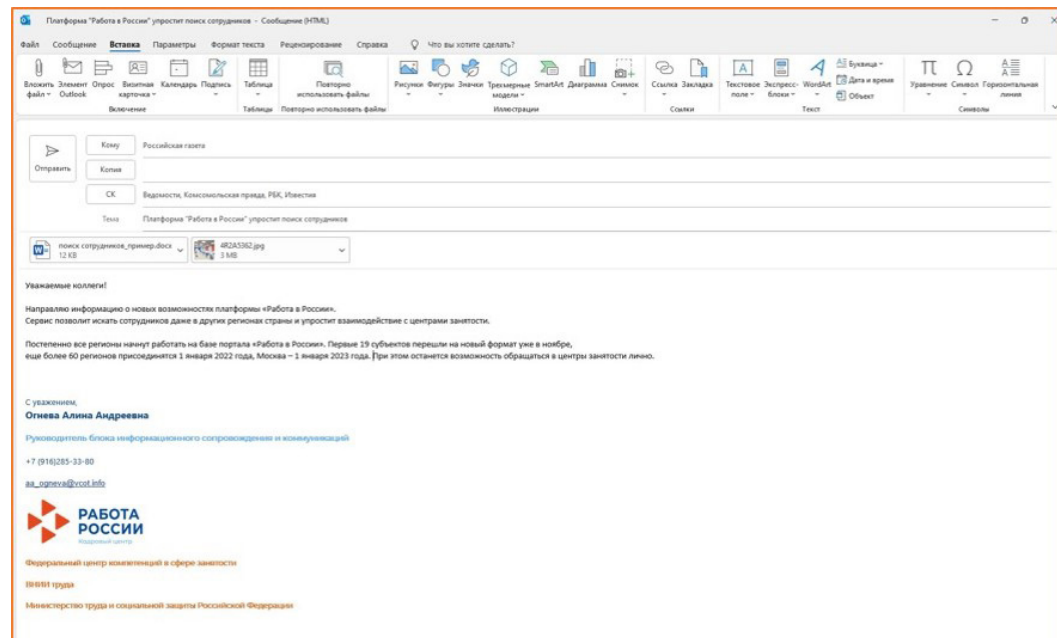 Платформа "Работа в России" упростит поиск сотрудников - Сообщение (HTML)
Файл Сообщение Вставка Параметры Формат текста Рецензирование Справка Что вы хотите сделать?
Вложить файл Элемент Outlook Опрос Визитная карточка Календарь Подпись Таблица Повторно использовать файлы Рисунки Фигуры Значки Трехмерные модели SmartArt Диаграмма Снимок Ссылка Закладка Текстовое поле Экспресс-блоки WordArt Буквица Дата и время Объект Уравнение Символ Горизонтальная линия
Включение Таблицы Повторно использовать файлы Иллюстрации Ссылки Текст Символы
Отправить
Кому Российская газета
Копия
СК Ведомости, Комсомольская правда, РБК, Известия
Тема Платформа "Работа в России" упростит поиск сотрудников
поиск сотрудников_пример.docx 4R2A5362.jpg
12 KB 3 MB
Уважаемые коллеги!
Направляю информацию о новых возможностях платформы «Работа в России».
Сервис позволит искать сотрудников даже в других регионах страны и упростит взаимодействие с центрами занятости.
Постепенно все регионы начнут работать на базе портала «Работа в России». Первые 19 субъектов перешли на новый формат уже в ноябре,
еще более 60 регионов присоединятся 1 января 2022 года, Москва – 1 января 2023 года. При этом останется возможность обращаться в центры занятости лично.
С уважением,
Огнева Алина Андреевна
Руководитель блока информационного сопровождения и коммуникаций
+7 (916)285-33-80
aa_ogneva@vcot.info
РАБОТА
РОССИИ
Кадровый центр
Федеральный центр компетенций в сфере занятости
ВНИИ труда
Министерство труда и социальной защиты Российской Федерации